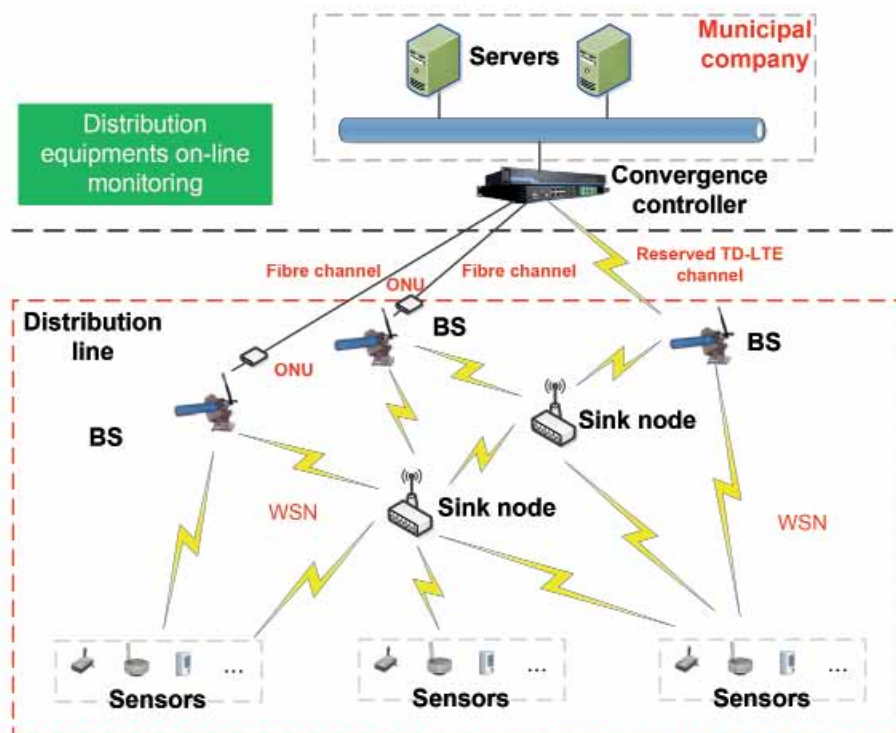 Municipal
company
Servers
Distribution
equipments on-line
monitoring
Convergence
controller
Reserved TD-LTE
channel
Fibre channel
Fibre channel
ONU
Distribution
line
BS
BS
ONU
BS
Sink node
WSN
Sink node
WSN
...
...
...
Sensors
Sensors
Sensors